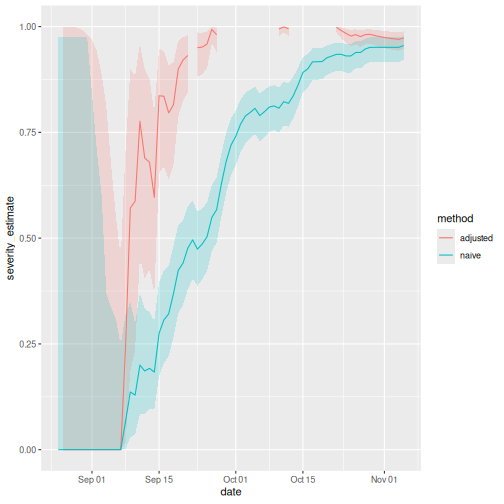 1.00
0.75
0.50
0.25
0.00
severity_estimate
Sep 01
Sep 15
Oct 01
Oct 15
Nov 01
date
method
adjusted
naive